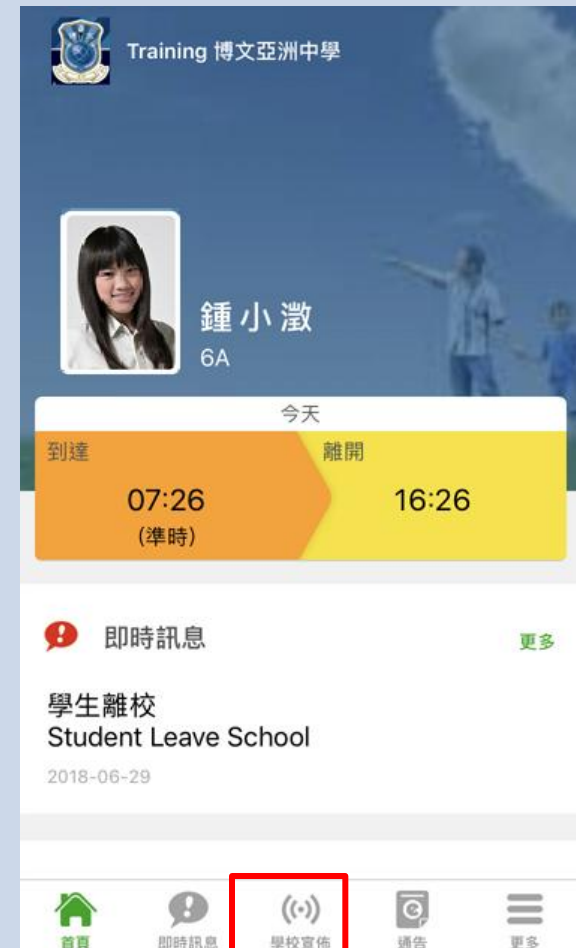 Training 博文亞洲中學
鍾小澂
6A
今天
到達
離開
07:26
16:26
(準時)
即時訊息
更多
學生離校
Student Leave School
2018-06-29
首頁
即時訊息
學校宣佈
通告
更多